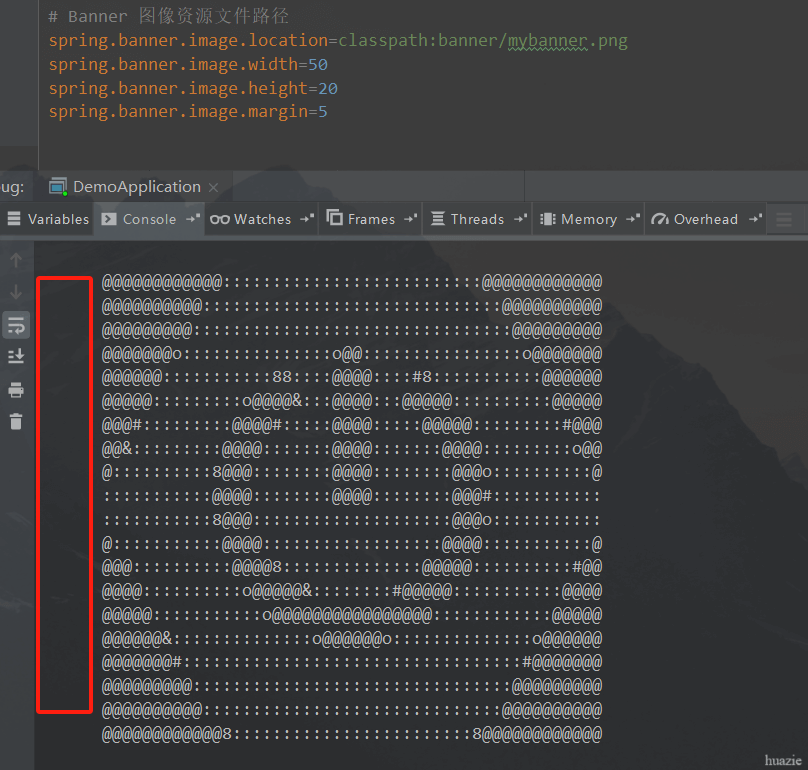 # Banner 图像资源文件路径
spring.banner.image.location=classpath:banner/mybanner.png
spring.banner.image.width=50
spring.banner.image.height=20
spring.banner.image.margin=5
ug: DemoApplication ×
Variables Console Watches Frames Threads Memory Overhead
@@@@@@@@@@@@::::::::::::::::::::::::::@@@@@@@@@@@@
@@@@@@@@@@::::::::::::::::::::::::::::::@@@@@@@@@@
@@@@@@@@@::::::::::::::::::::::::::::::::@@@@@@@@@
@@@@@@@o:::::::::::::::o@@::::::::::::::::o@@@@@@@
@@@@@@:::::::::::88::::@@@@::::#8:::::::::::@@@@@@
@@@@@:::::::::o@@@@&:::@@@@:::@@@@@::::::::::@@@@@
@@@#:::::::::@@@@#:::::@@@@:::::@@@@@:::::::::#@@@
@@&:::::::::@@@@:::::::@@@@:::::::@@@@:::::::::o@@
@::::::::::8@@@::::::::@@@@::::::::@@@o::::::::::@
:::::::::::@@@@::::::::@@@@::::::::@@@#:::::::::::
:::::::::::8@@@::::::::::::::::::::@@@o:::::::::::
@:::::::::::@@@@::::::::::::::::::@@@@:::::::::::@
@@@::::::::::@@@@8::::::::::::::@@@@@::::::::::#@@
@@@@::::::::::o@@@@@&::::::::#@@@@@:::::::::::@@@@
@@@@@:::::::::::o@@@@@@@@@@@@@@@@::::::::::::@@@@@
@@@@@@&::::::::::::::o@@@@@@o::::::::::::::o@@@@@@
@@@@@@@#::::::::::::::::::::::::::::::::::#@@@@@@@
@@@@@@@@@::::::::::::::::::::::::::::::::@@@@@@@@@
@@@@@@@@@@::::::::::::::::::::::::::::::@@@@@@@@@@
@@@@@@@@@@@@8::::::::::::::::::::::::8@@@@@@@@@@@@
huazie